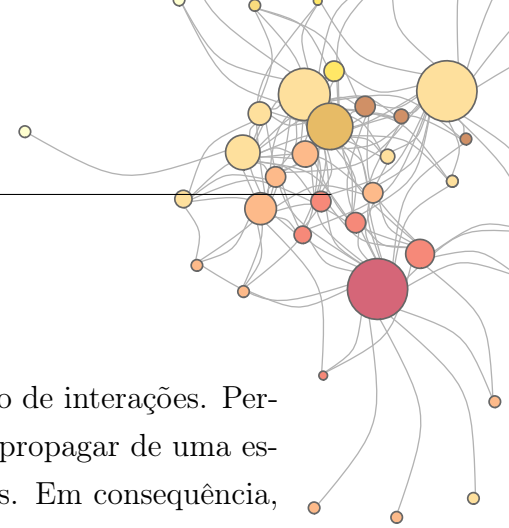 o de interações. Per-
propagar de uma es-
s. Em consequência,